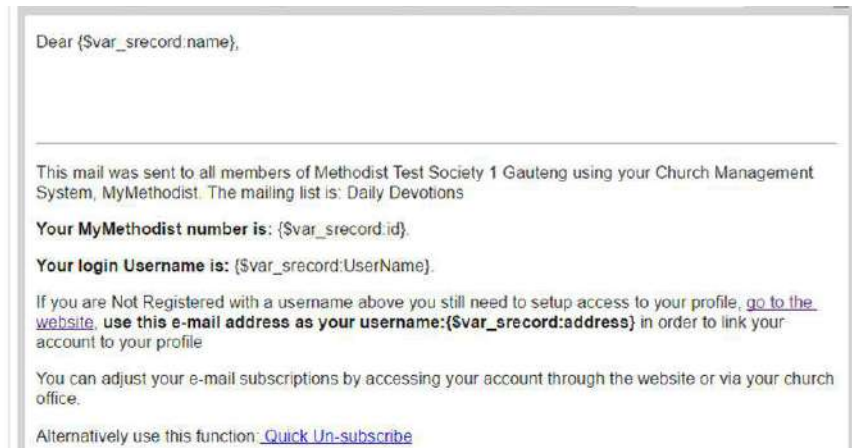 Dear {$var_srecord:name},
This mail was sent to all members of Methodist Test Society 1 Gauteng using your Church Management
System, MyMethodist. The mailing list is: Daily Devotions
Your MyMethodist number is: {$var_srecord:id}.
Your login Username is: {$var_srecord:UserName}.
If you are Not Registered with a username above you still need to setup access to your profile, go to the
website, use this e-mail address as your username:{$var_srecord:address} in order to link your
account to your profile
You can adjust your e-mail subscriptions by accessing your account through the website or via your church
office.
Alternatively use this function: Quick Un-subscribe